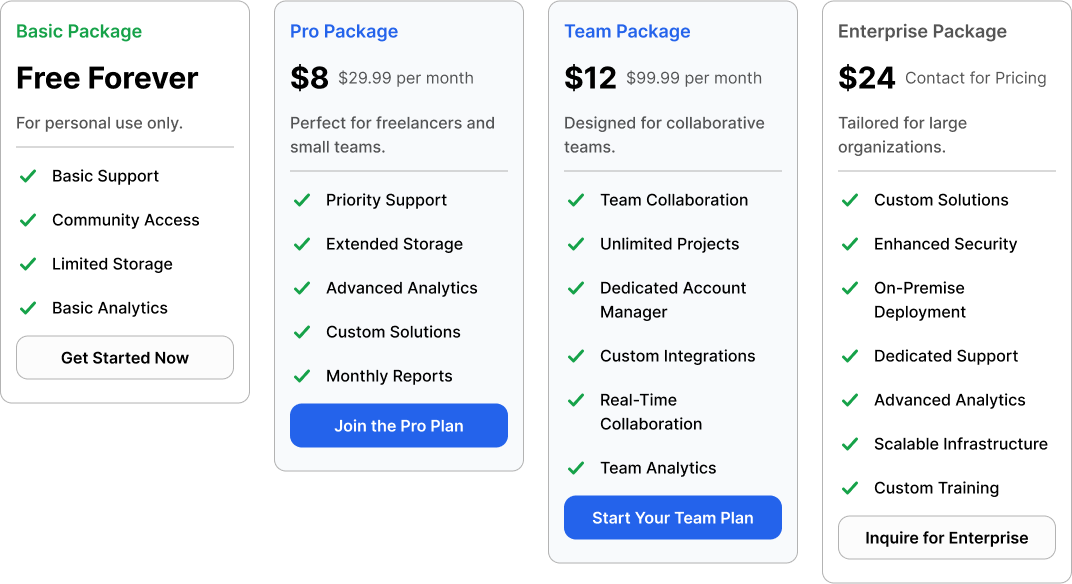 Basic Package
Free Forever
For personal use only.
Basic Support
Community Access
Limited Storage
Basic Analytics
Get Started Now
Pro Package
$8 $29.99 per month
Perfect for freelancers and
small teams.
Priority Support
Extended Storage
Advanced Analytics
Custom Solutions
Monthly Reports
Join the Pro Plan
Team Package
$12 $99.99 per month
Designed for collaborative
teams.
Team Collaboration
Unlimited Projects
Dedicated Account
Manager
Custom Integrations
Real-Time
Collaboration
Team Analytics
Start Your Team Plan
Enterprise Package
$24 Contact for Pricing
Tailored for large
organizations.
Custom Solutions
Enhanced Security
On-Premise
Deployment
Dedicated Support
Advanced Analytics
Scalable Infrastructure
Custom Training
Inquire for Enterprise